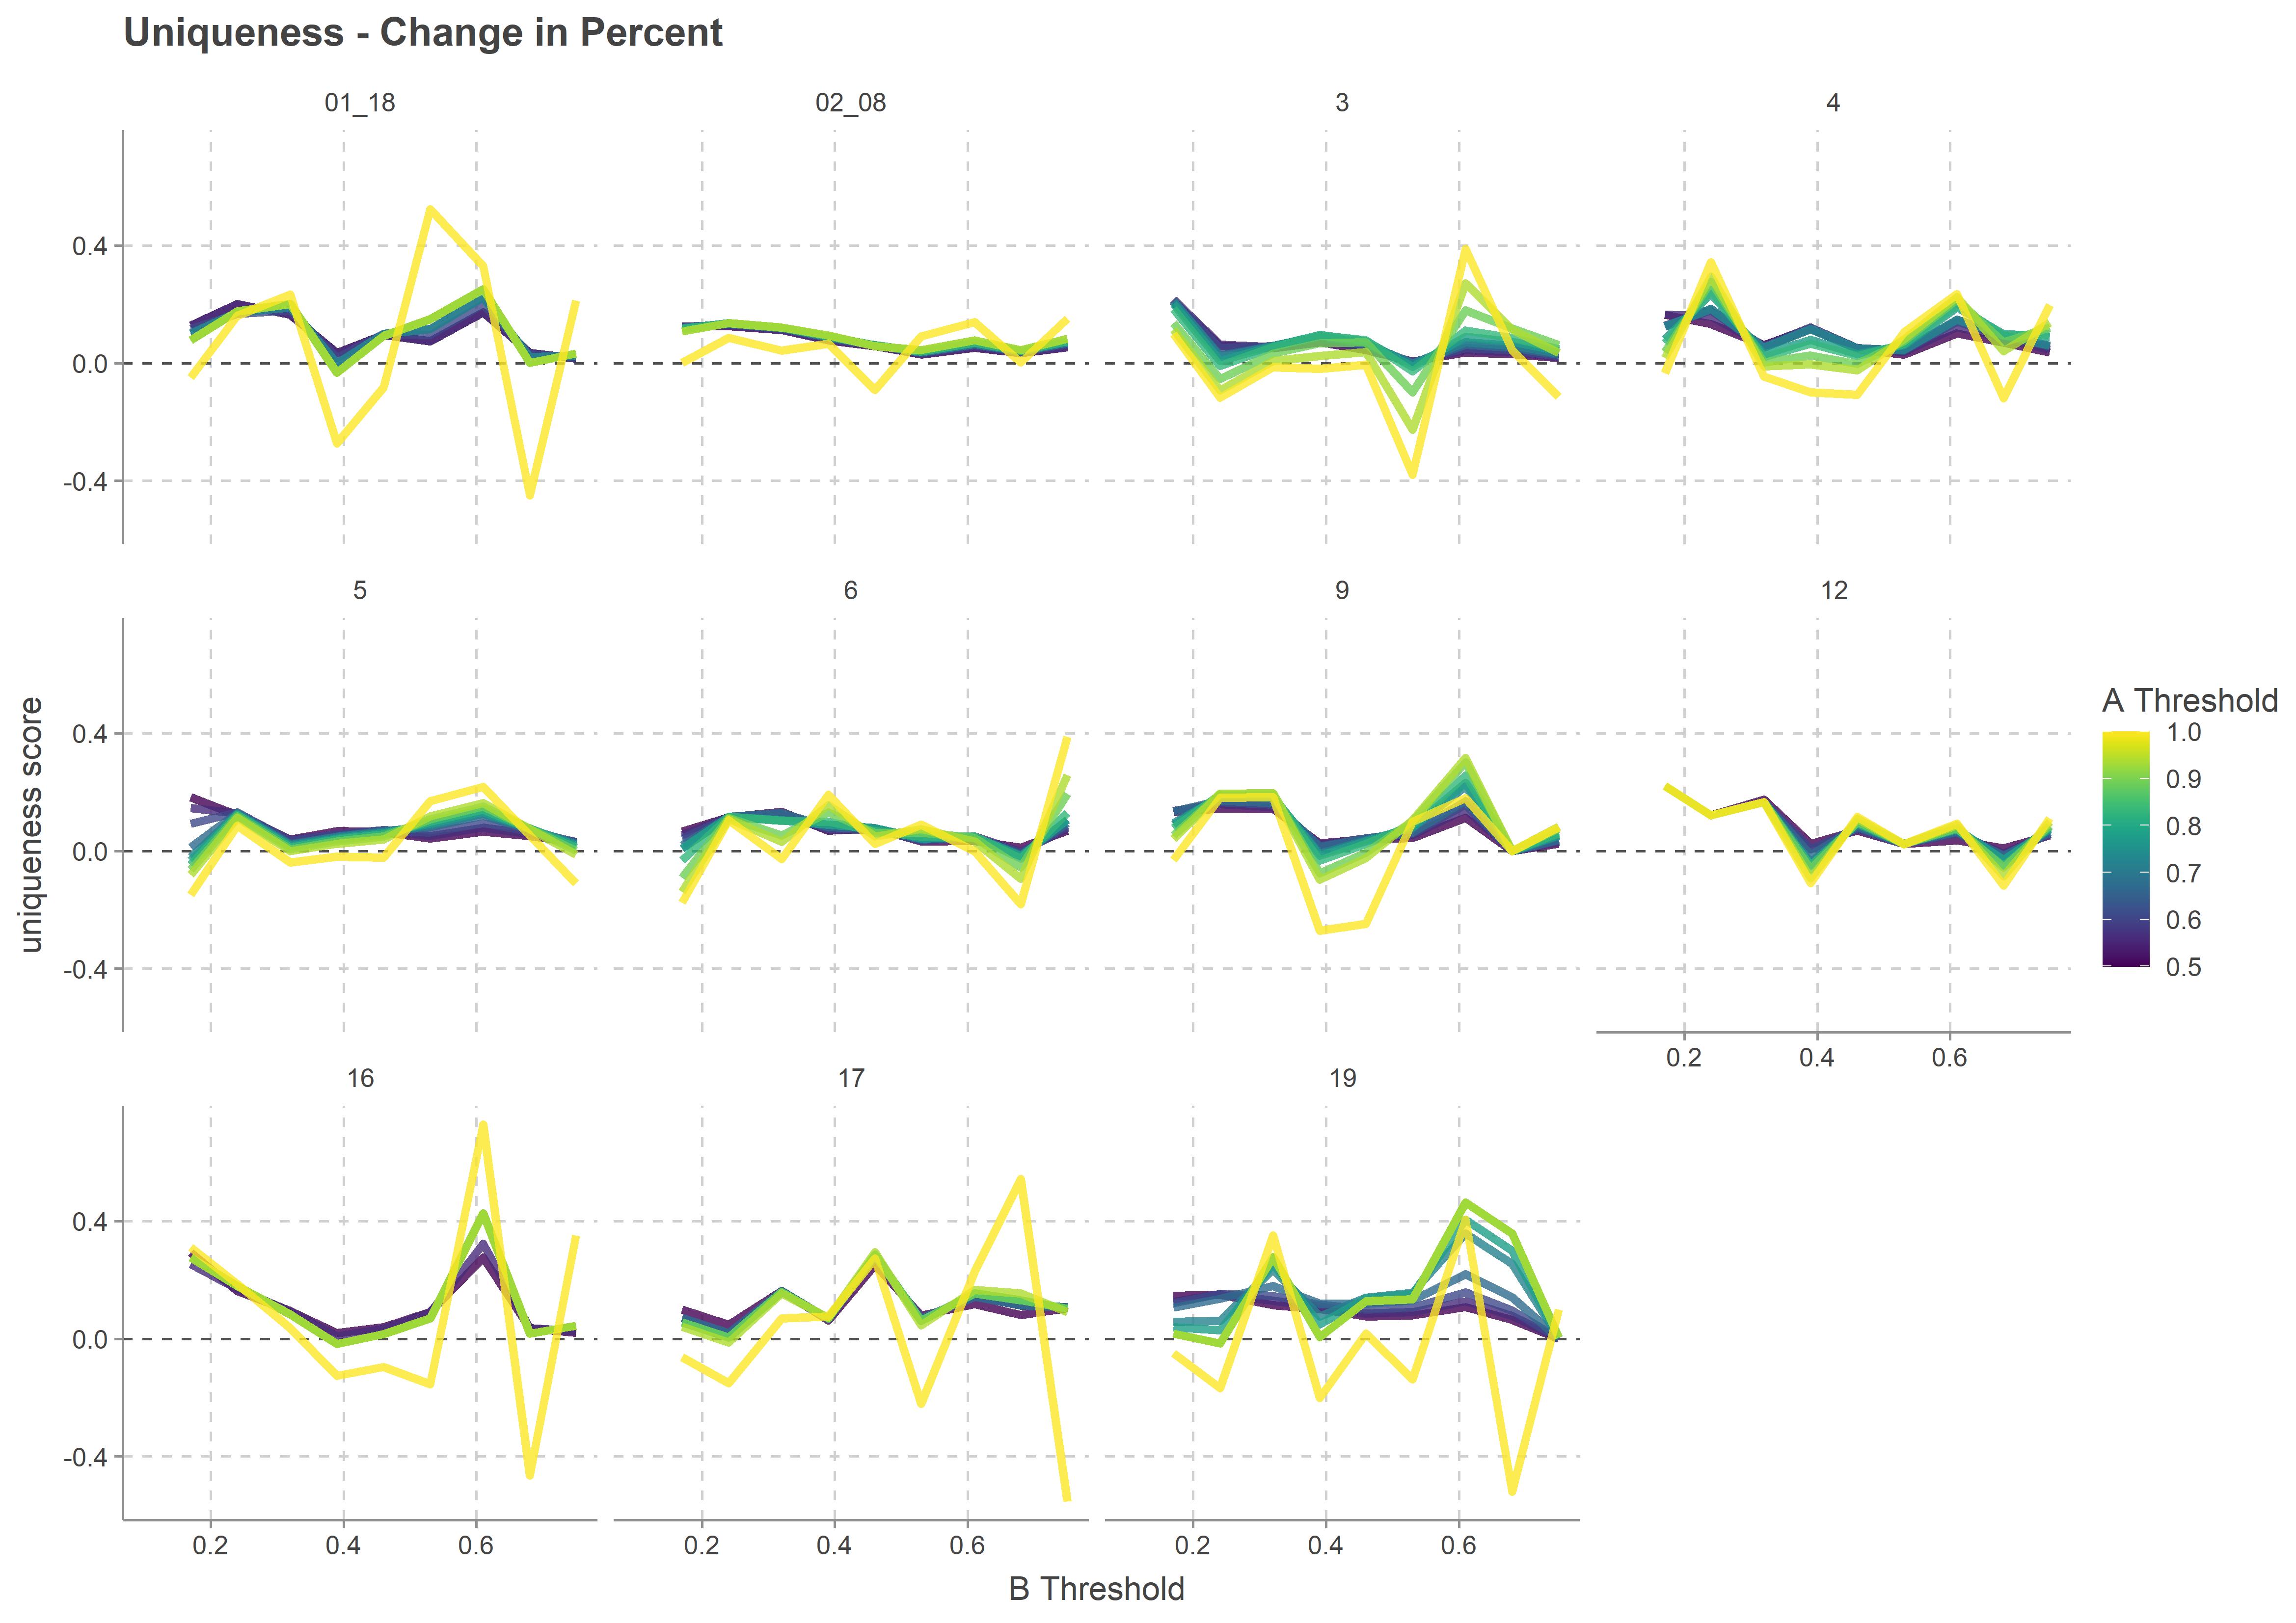 Uniqueness - Change in Percent
01_18 02_08 3 4
0.4
0.0
-0.4
5 6 9 12
0.4
0.0
-0.4
0.2 0.4 0.6
16 17 19
0.4
0.0
-0.4
0.2 0.4 0.6 0.2 0.4 0.6 0.2 0.4 0.6
B Threshold
uniqueness score
A Threshold
1.0
0.9
0.8
0.7
0.6
0.5